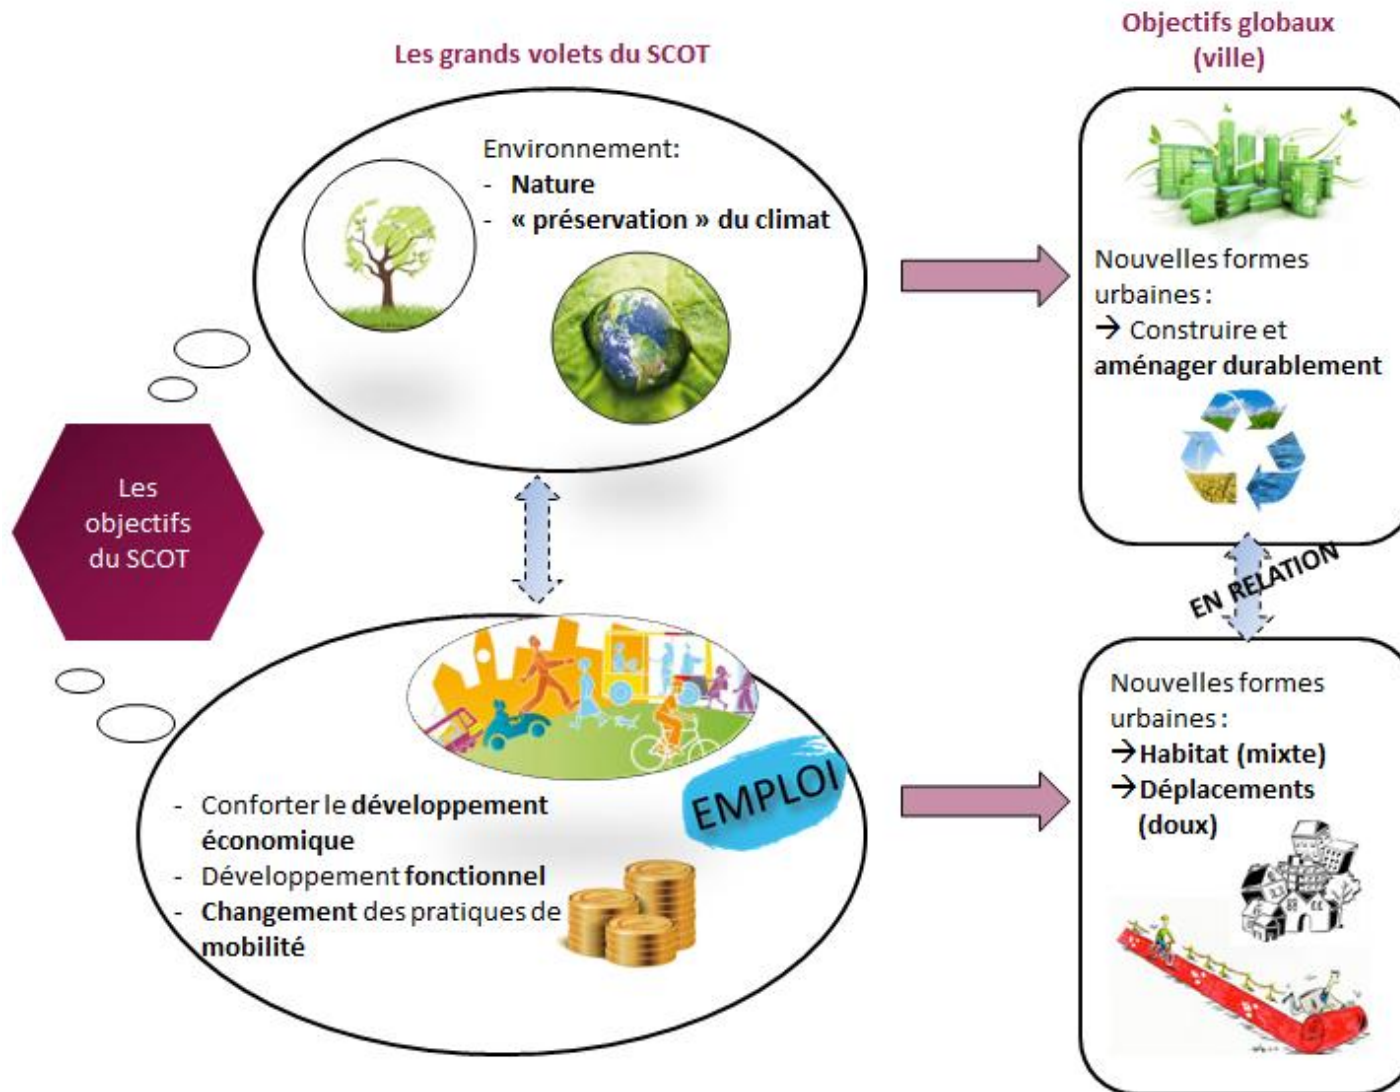 Les grands volets du SCOT
Objectifs globaux
(ville)
Environnement:
- Nature
- « préservation » du climat
Nouvelles formes
urbaines :
→ Construire et
aménager durablement
Les
objectifs
du SCOT
EN RELATION
EMPLOI
- Conforter le développement
économique
- Développement fonctionnel
- Changement des pratiques de
mobilité
Nouvelles formes
urbaines :
→Habitat (mixte)
→Déplacements
(doux)